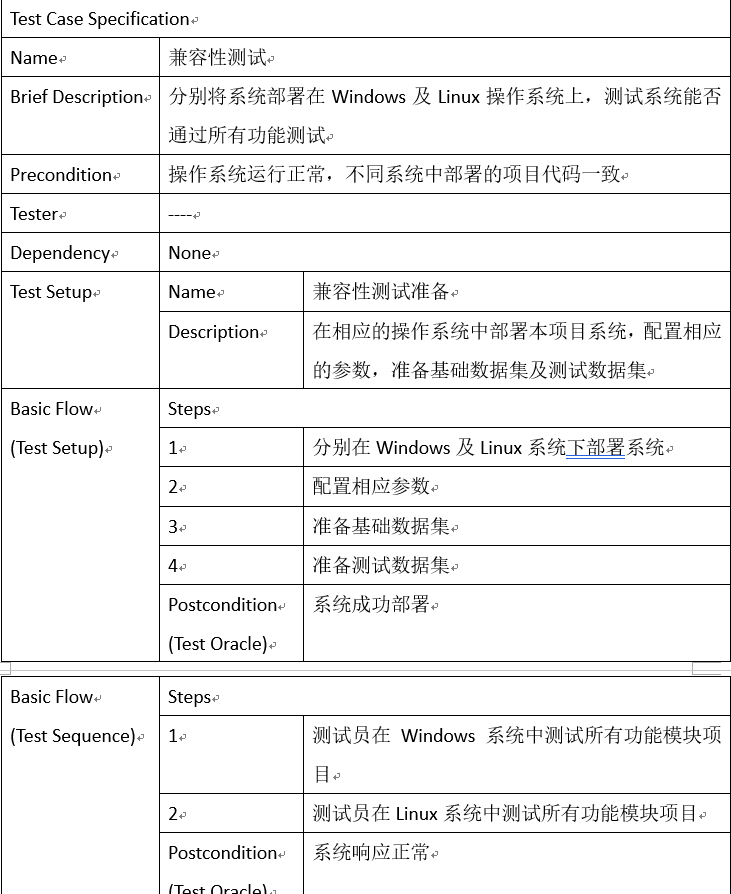 Test Case Specification
Name 兼容性测试
Brief Description 分别将系统部署在 Windows 及 Linux 操作系统上，测试系统能否
通过所有功能测试
Precondition 操作系统运行正常，不同系统中部署的项目代码一致
Tester ----
Dependency None
Test Setup Name 兼容性测试准备
Description 在相应的操作系统中部署本项目系统，配置相应
的参数，准备基础数据集及测试数据集
Basic Flow Steps
(Test Setup) 1 分别在 Windows 及 Linux 系统下部署系统
2 配置相应参数
3 准备基础数据集
4 准备测试数据集
Postcondition 系统成功部署
(Test Oracle)
Basic Flow Steps
(Test Sequence) 1 测试员在 Windows 系统中测试所有功能模块项
目
2 测试员在 Linux 系统中测试所有功能模块项目
Postcondition 系统响应正常
(Test Oracle)